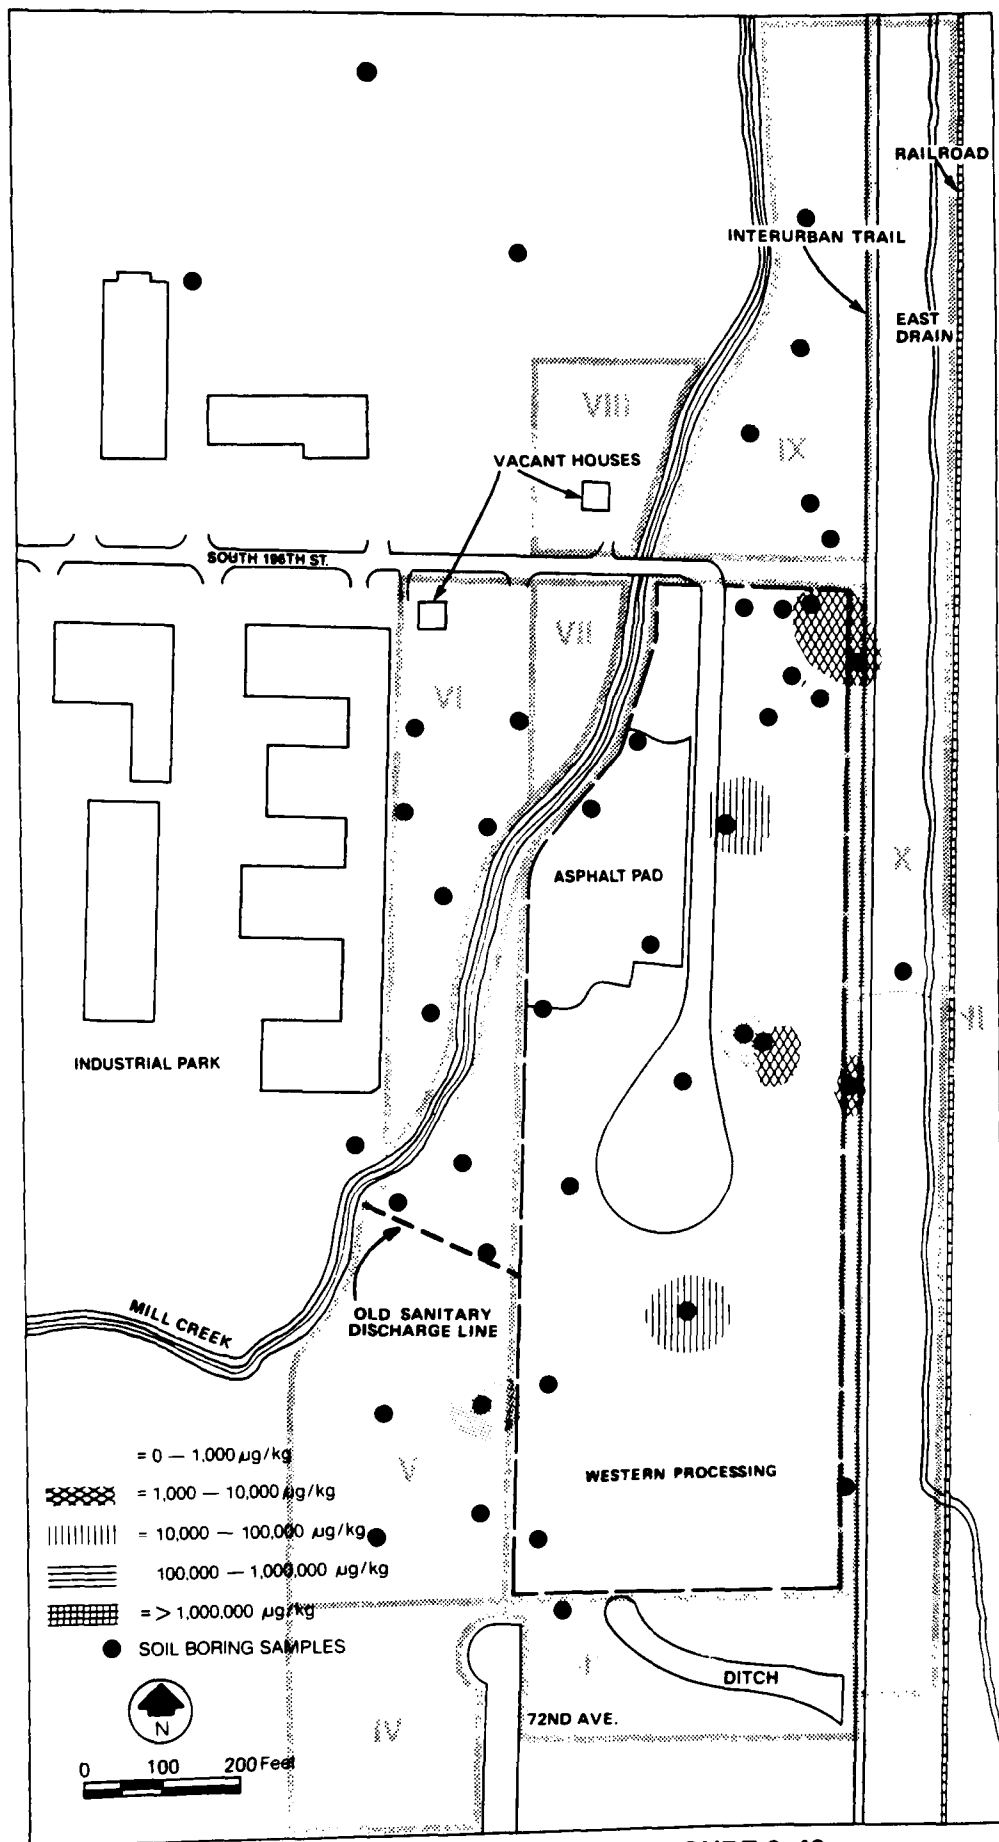 RAILROAD
INTERURBAN TRAIL
EAST
DRAIN
VIII
IX
VACANT HOUSES
SOUTH 196TH ST.
VII
VI
X
ASPHALT PAD
INDUSTRIAL PARK
MILL CREEK
OLD SANITARY
DISCHARGE LINE
WESTERN PROCESSING
V
= 0 — 1,000 µg/kg
= 1,000 — 10,000 µg/kg
= 10,000 — 100,000 µg/kg
100,000 — 1,000,000 µg/kg
= > 1,000,000 µg/kg
SOIL BORING SAMPLES
I
DITCH
72ND AVE.
IV
N
0 100 200 Feet